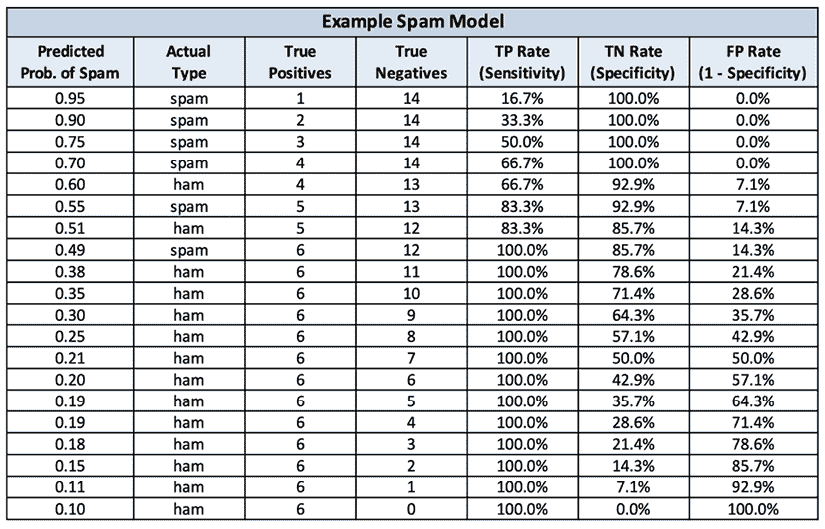 Example Spam Model
Predicted Prob. of Spam | Actual Type | True Positives | True Negatives | TP Rate (Sensitivity) | TN Rate (Specificity) | FP Rate (1 - Specificity)
0.95 | spam | 1 | 14 | 16.7% | 100.0% | 0.0%
0.90 | spam | 2 | 14 | 33.3% | 100.0% | 0.0%
0.75 | spam | 3 | 14 | 50.0% | 100.0% | 0.0%
0.70 | spam | 4 | 14 | 66.7% | 100.0% | 0.0%
0.60 | ham | 4 | 13 | 66.7% | 92.9% | 7.1%
0.55 | spam | 5 | 13 | 83.3% | 92.9% | 7.1%
0.51 | ham | 5 | 12 | 83.3% | 85.7% | 14.3%
0.49 | spam | 6 | 12 | 100.0% | 85.7% | 14.3%
0.38 | ham | 6 | 11 | 100.0% | 78.6% | 21.4%
0.35 | ham | 6 | 10 | 100.0% | 71.4% | 28.6%
0.30 | ham | 6 | 9 | 100.0% | 64.3% | 35.7%
0.25 | ham | 6 | 8 | 100.0% | 57.1% | 42.9%
0.21 | ham | 6 | 7 | 100.0% | 50.0% | 50.0%
0.20 | ham | 6 | 6 | 100.0% | 42.9% | 57.1%
0.19 | ham | 6 | 5 | 100.0% | 35.7% | 64.3%
0.19 | ham | 6 | 4 | 100.0% | 28.6% | 71.4%
0.18 | ham | 6 | 3 | 100.0% | 21.4% | 78.6%
0.15 | ham | 6 | 2 | 100.0% | 14.3% | 85.7%
0.11 | ham | 6 | 1 | 100.0% | 7.1% | 92.9%
0.10 | ham | 6 | 0 | 100.0% | 0.0% | 100.0%